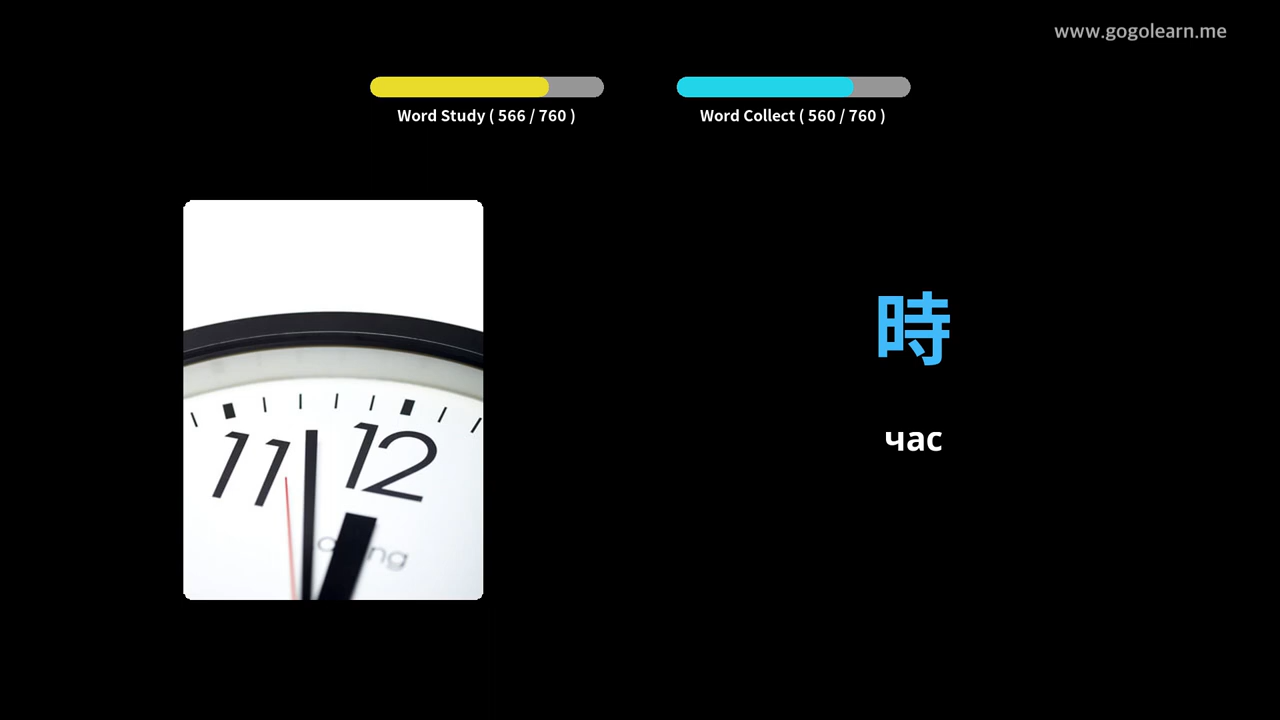 www.gogolearn.me
Word Study ( 566 / 760 )
Word Collect ( 560 / 760 )
時
час
11
12